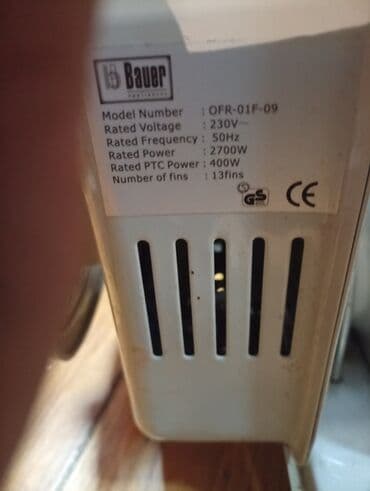 Bauer
APPLIANCES
Model Number : OFR-01F-09
Rated Voltage : 230V~
Rated Frequency : 50Hz
Rated Power : 2700W
Rated PTC Power : 400W
Number of fins : 13fins
GS CE